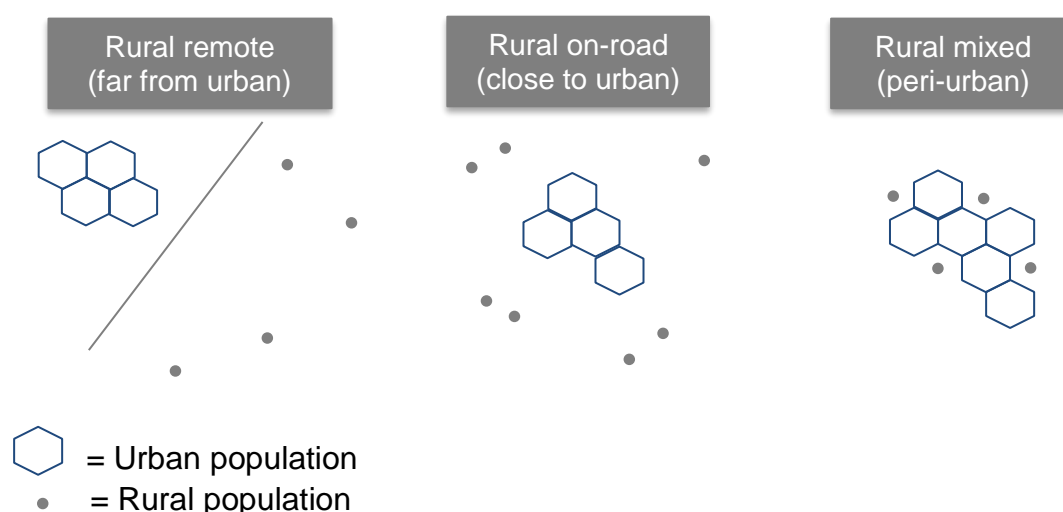 Rural remote
(far from urban)
Rural on-road
(close to urban)
Rural mixed
(peri-urban)
= Urban population
= Rural population